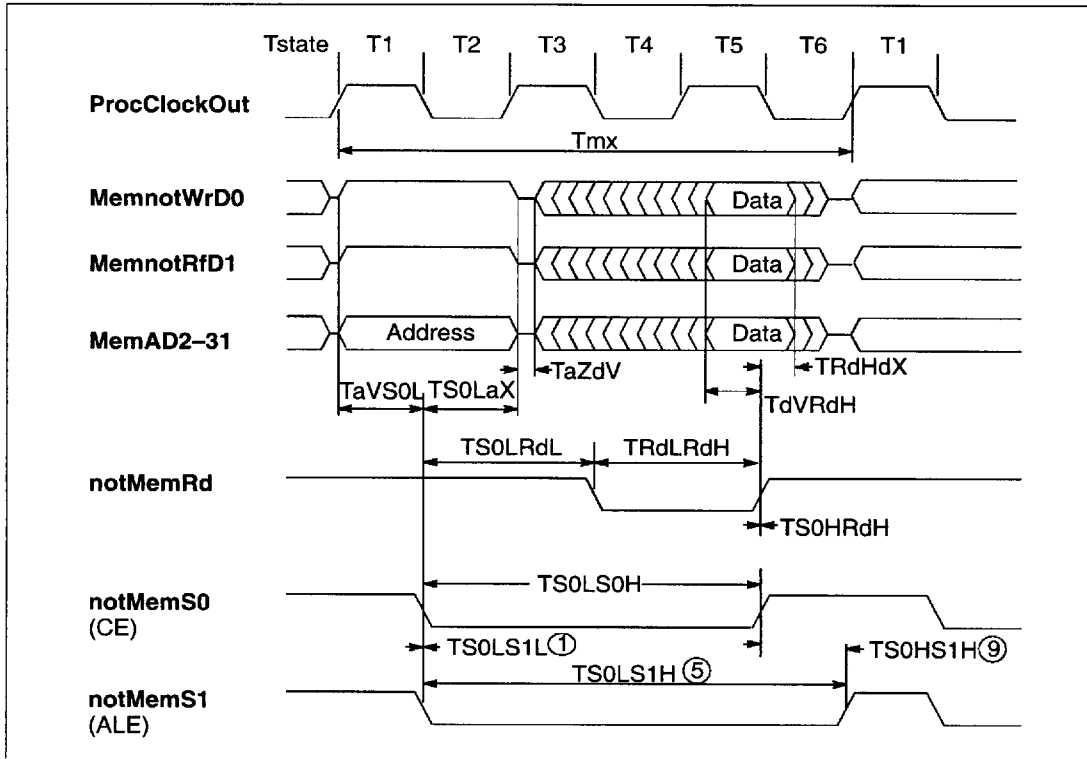 Tstate T1 T2 T3 T4 T5 T6 T1
ProcClockOut
Tmx
MemnotWrD0 Data
MemnotRfD1 Data
MemAD2–31 Address Data
TaZdV TRdHdX
TaVS0L TS0LaX TdVRdH
TS0LRdL TRdLRdH
notMemRd
TS0HRdH
TS0LS0H
notMemS0
(CE)
TS0LS1L① TS0HS1H⑨
TS0LS1H⑤
notMemS1
(ALE)